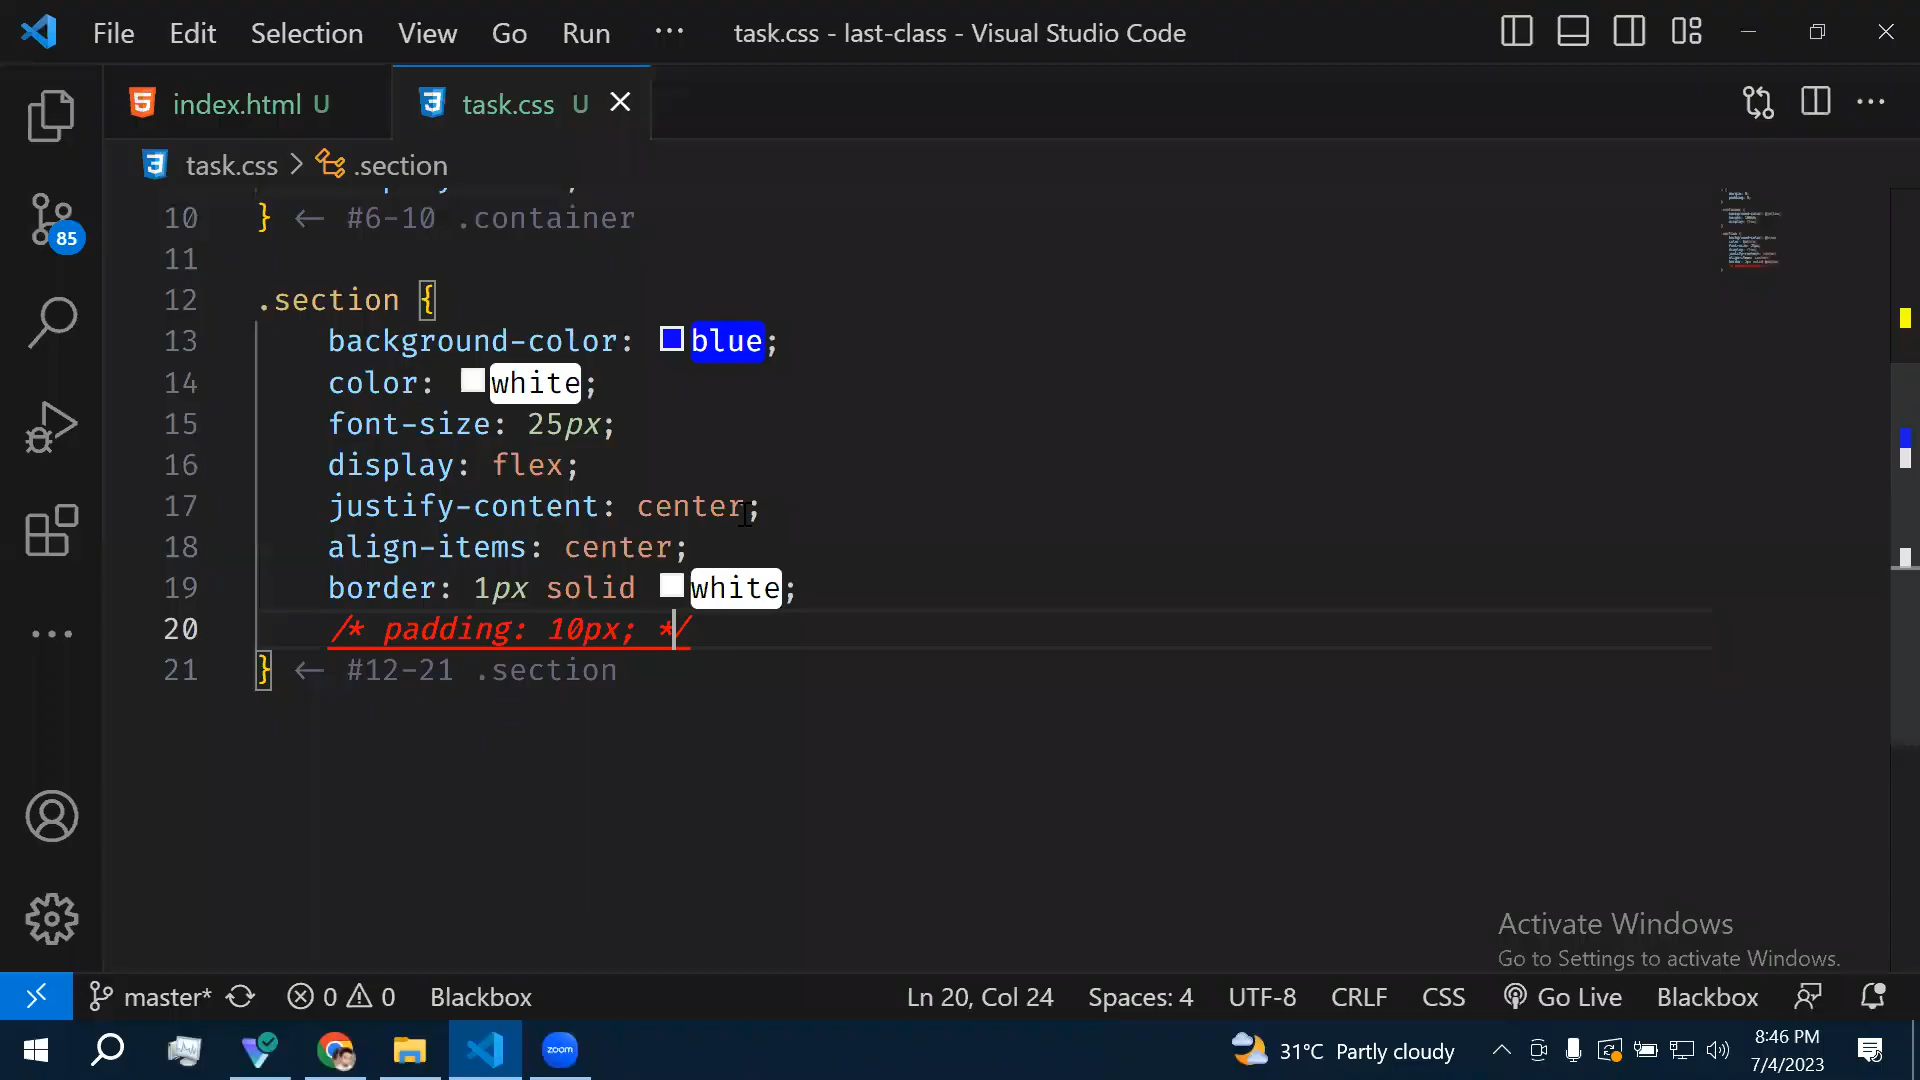 File Edit Selection View Go Run ··· task.css - last-class - Visual Studio Code
index.html U task.css U
task.css > .section
10 } ← #6-10 .container
11
12 .section {
13 background-color: blue;
14 color: white;
15 font-size: 25px;
16 display: flex;
17 justify-content: center;
18 align-items: center;
19 border: 1px solid white;
20 /* padding: 10px; */
21 } ← #12-21 .section
85
Activate Windows
Go to Settings to activate Windows.
master* 0 0 Blackbox Ln 20, Col 24 Spaces: 4 UTF-8 CRLF CSS Go Live Blackbox
zoom 31°C Partly cloudy 8:46 PM
7/4/2023